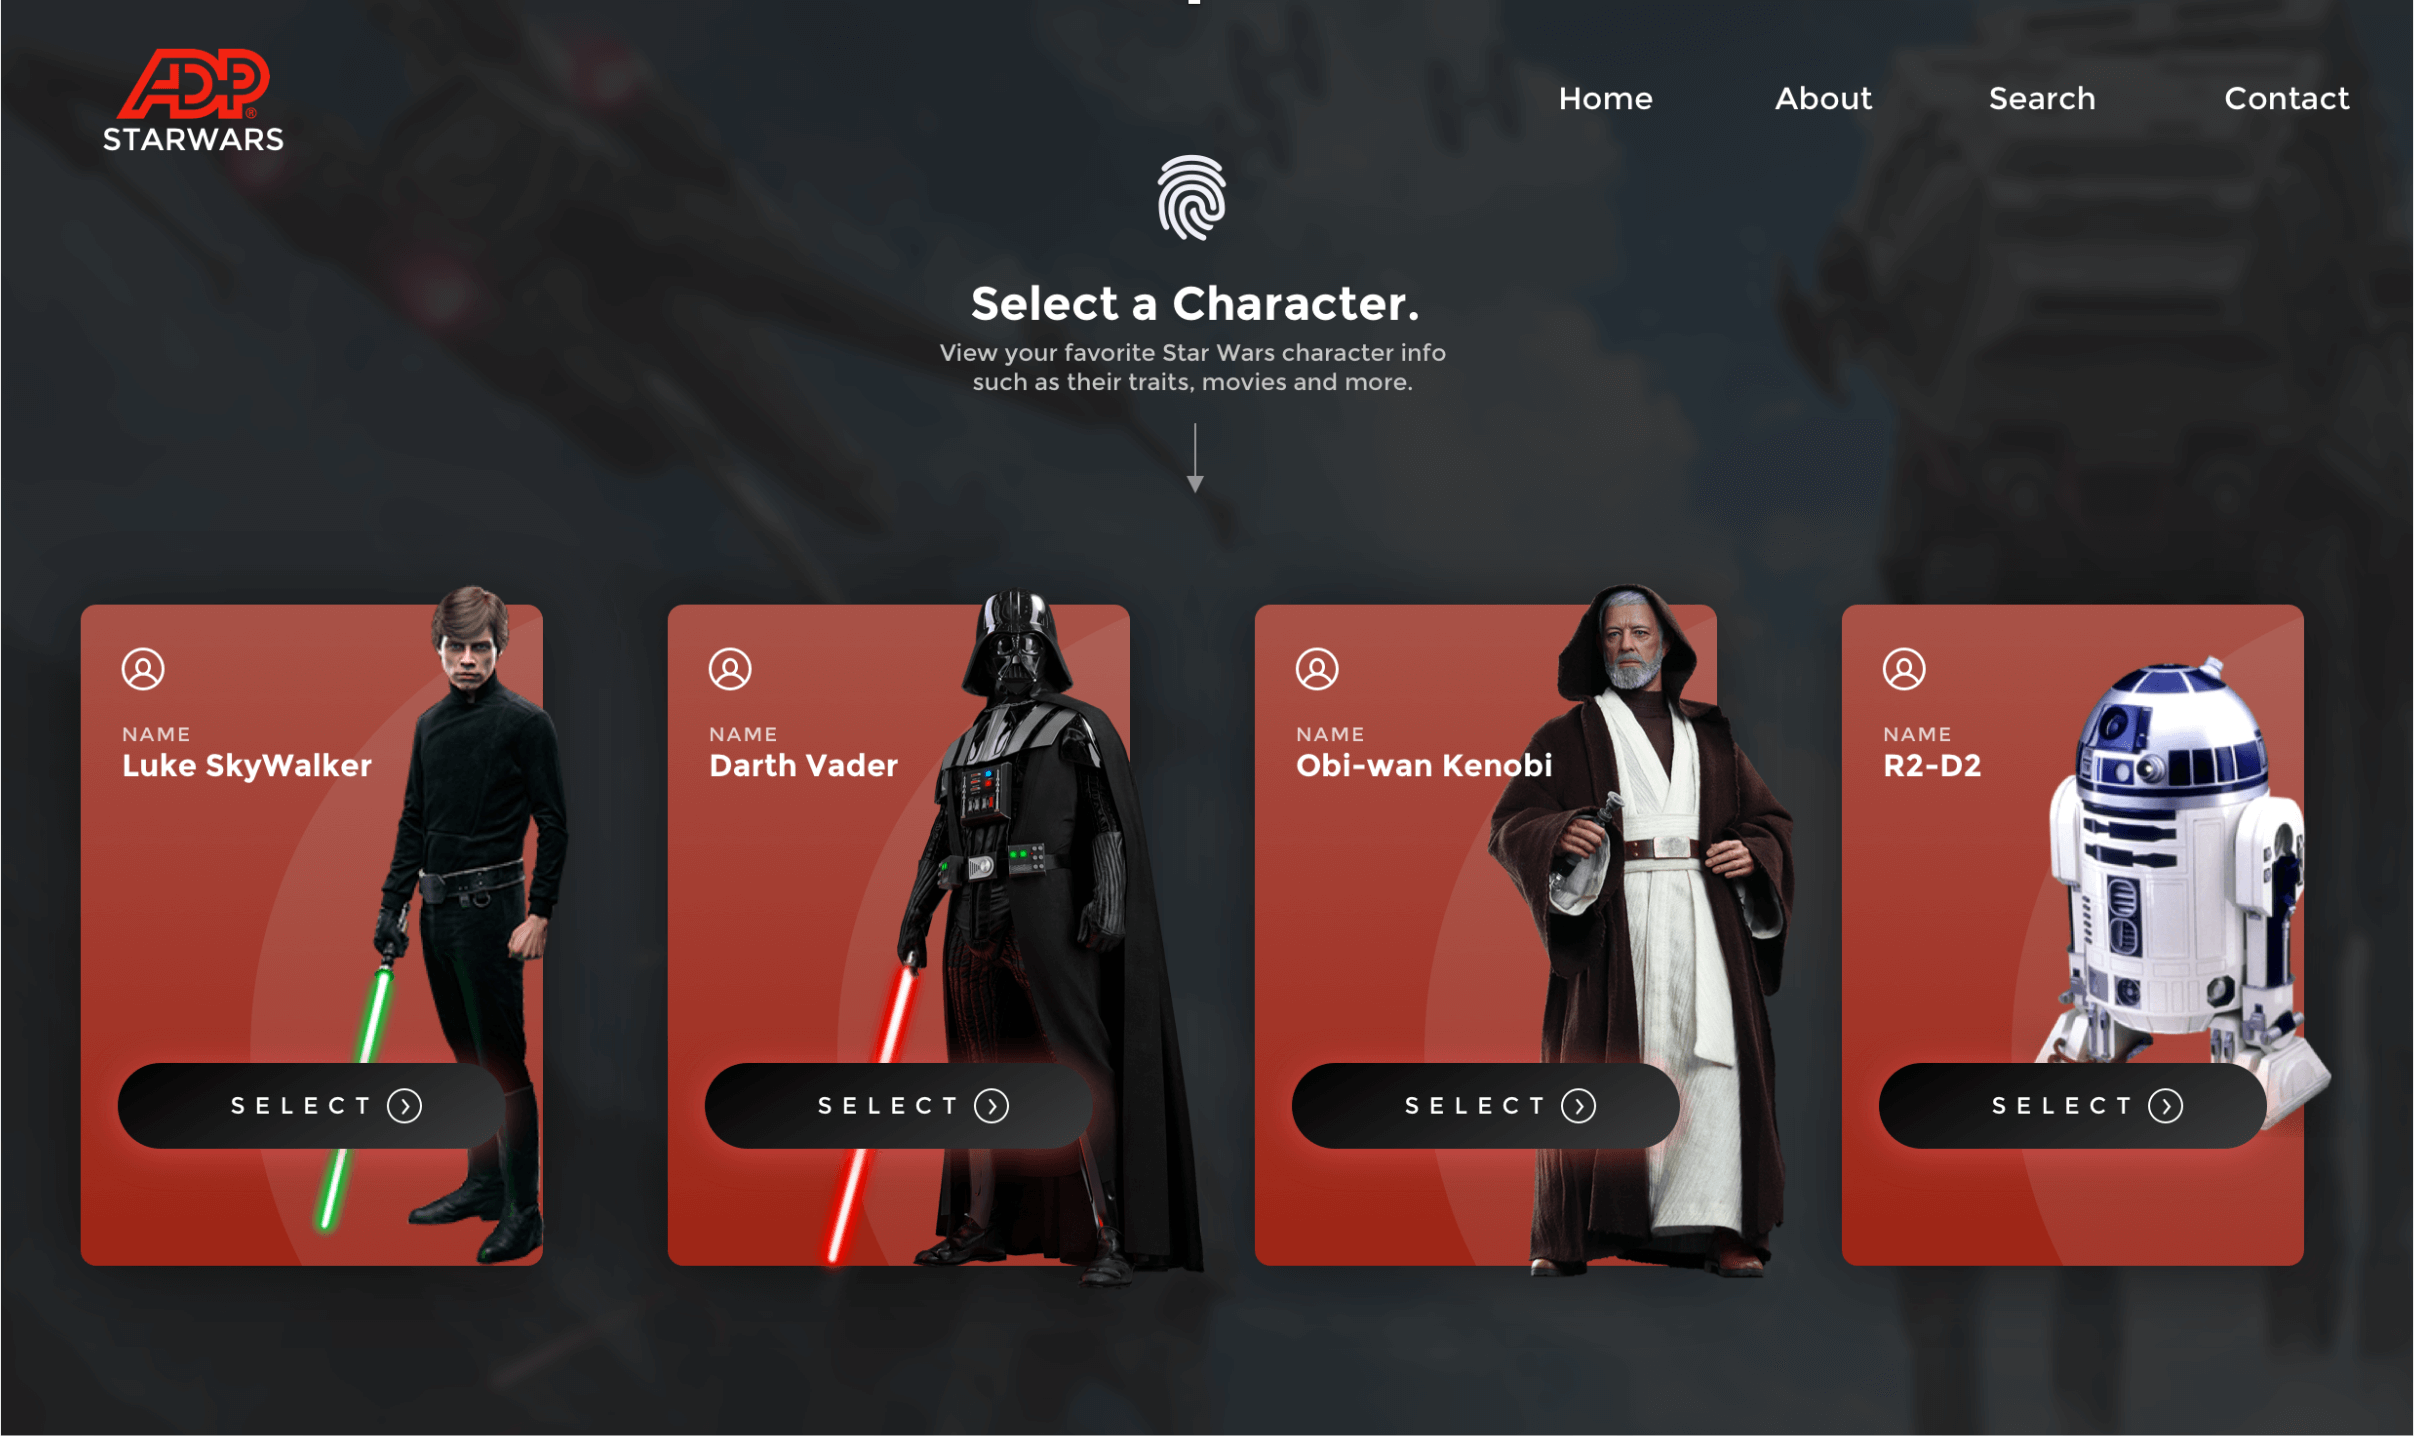 ADP®
STARWARS
Home About Search Contact
Select a Character.
View your favorite Star Wars character info
such as their traits, movies and more.
NAME
Luke SkyWalker
SELECT
NAME
Darth Vader
SELECT
NAME
Obi-wan Kenobi
SELECT
NAME
R2-D2
SELECT